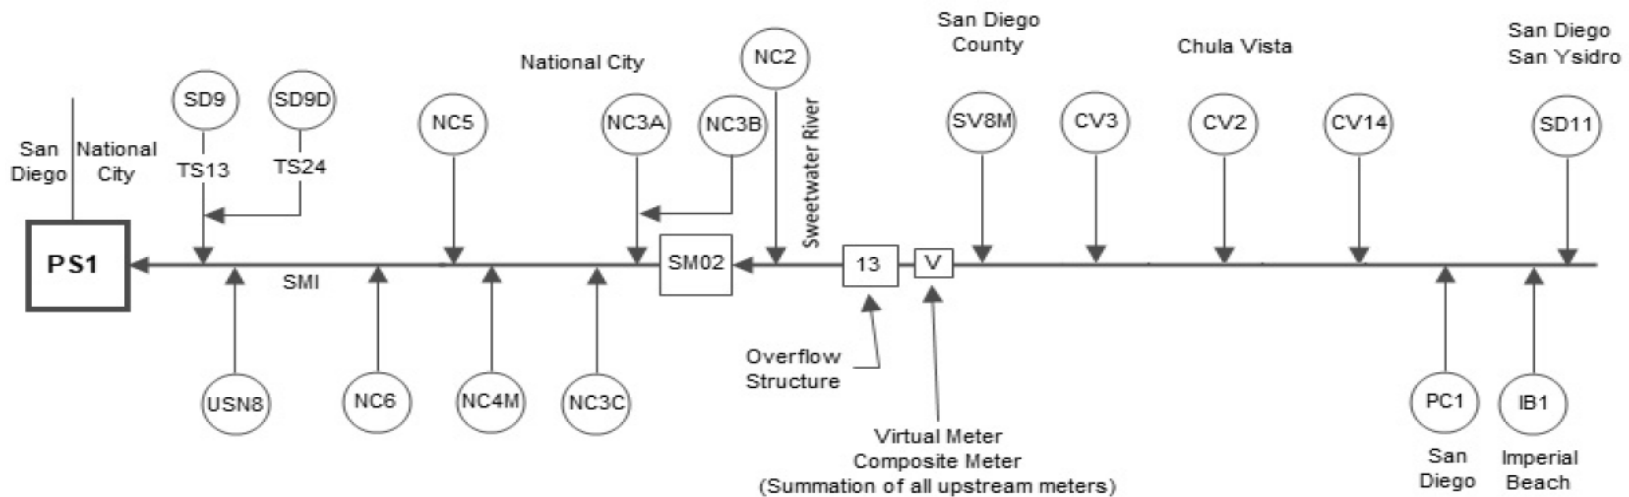 San Diego
County
San Diego
San Ysidro
Chula Vista
National City
NC2
SD9
SD9D
NC5
NC3A
NC3B
Sweetwater River
SV8M
CV3
CV2
CV14
SD11
San
Diego
National
City
TS13
TS24
PS1
SMI
SM02
13
V
Overflow
Structure
USN8
NC6
NC4M
NC3C
PC1
IB1
Virtual Meter
Composite Meter
(Summation of all upstream meters)
San
Diego
Imperial
Beach